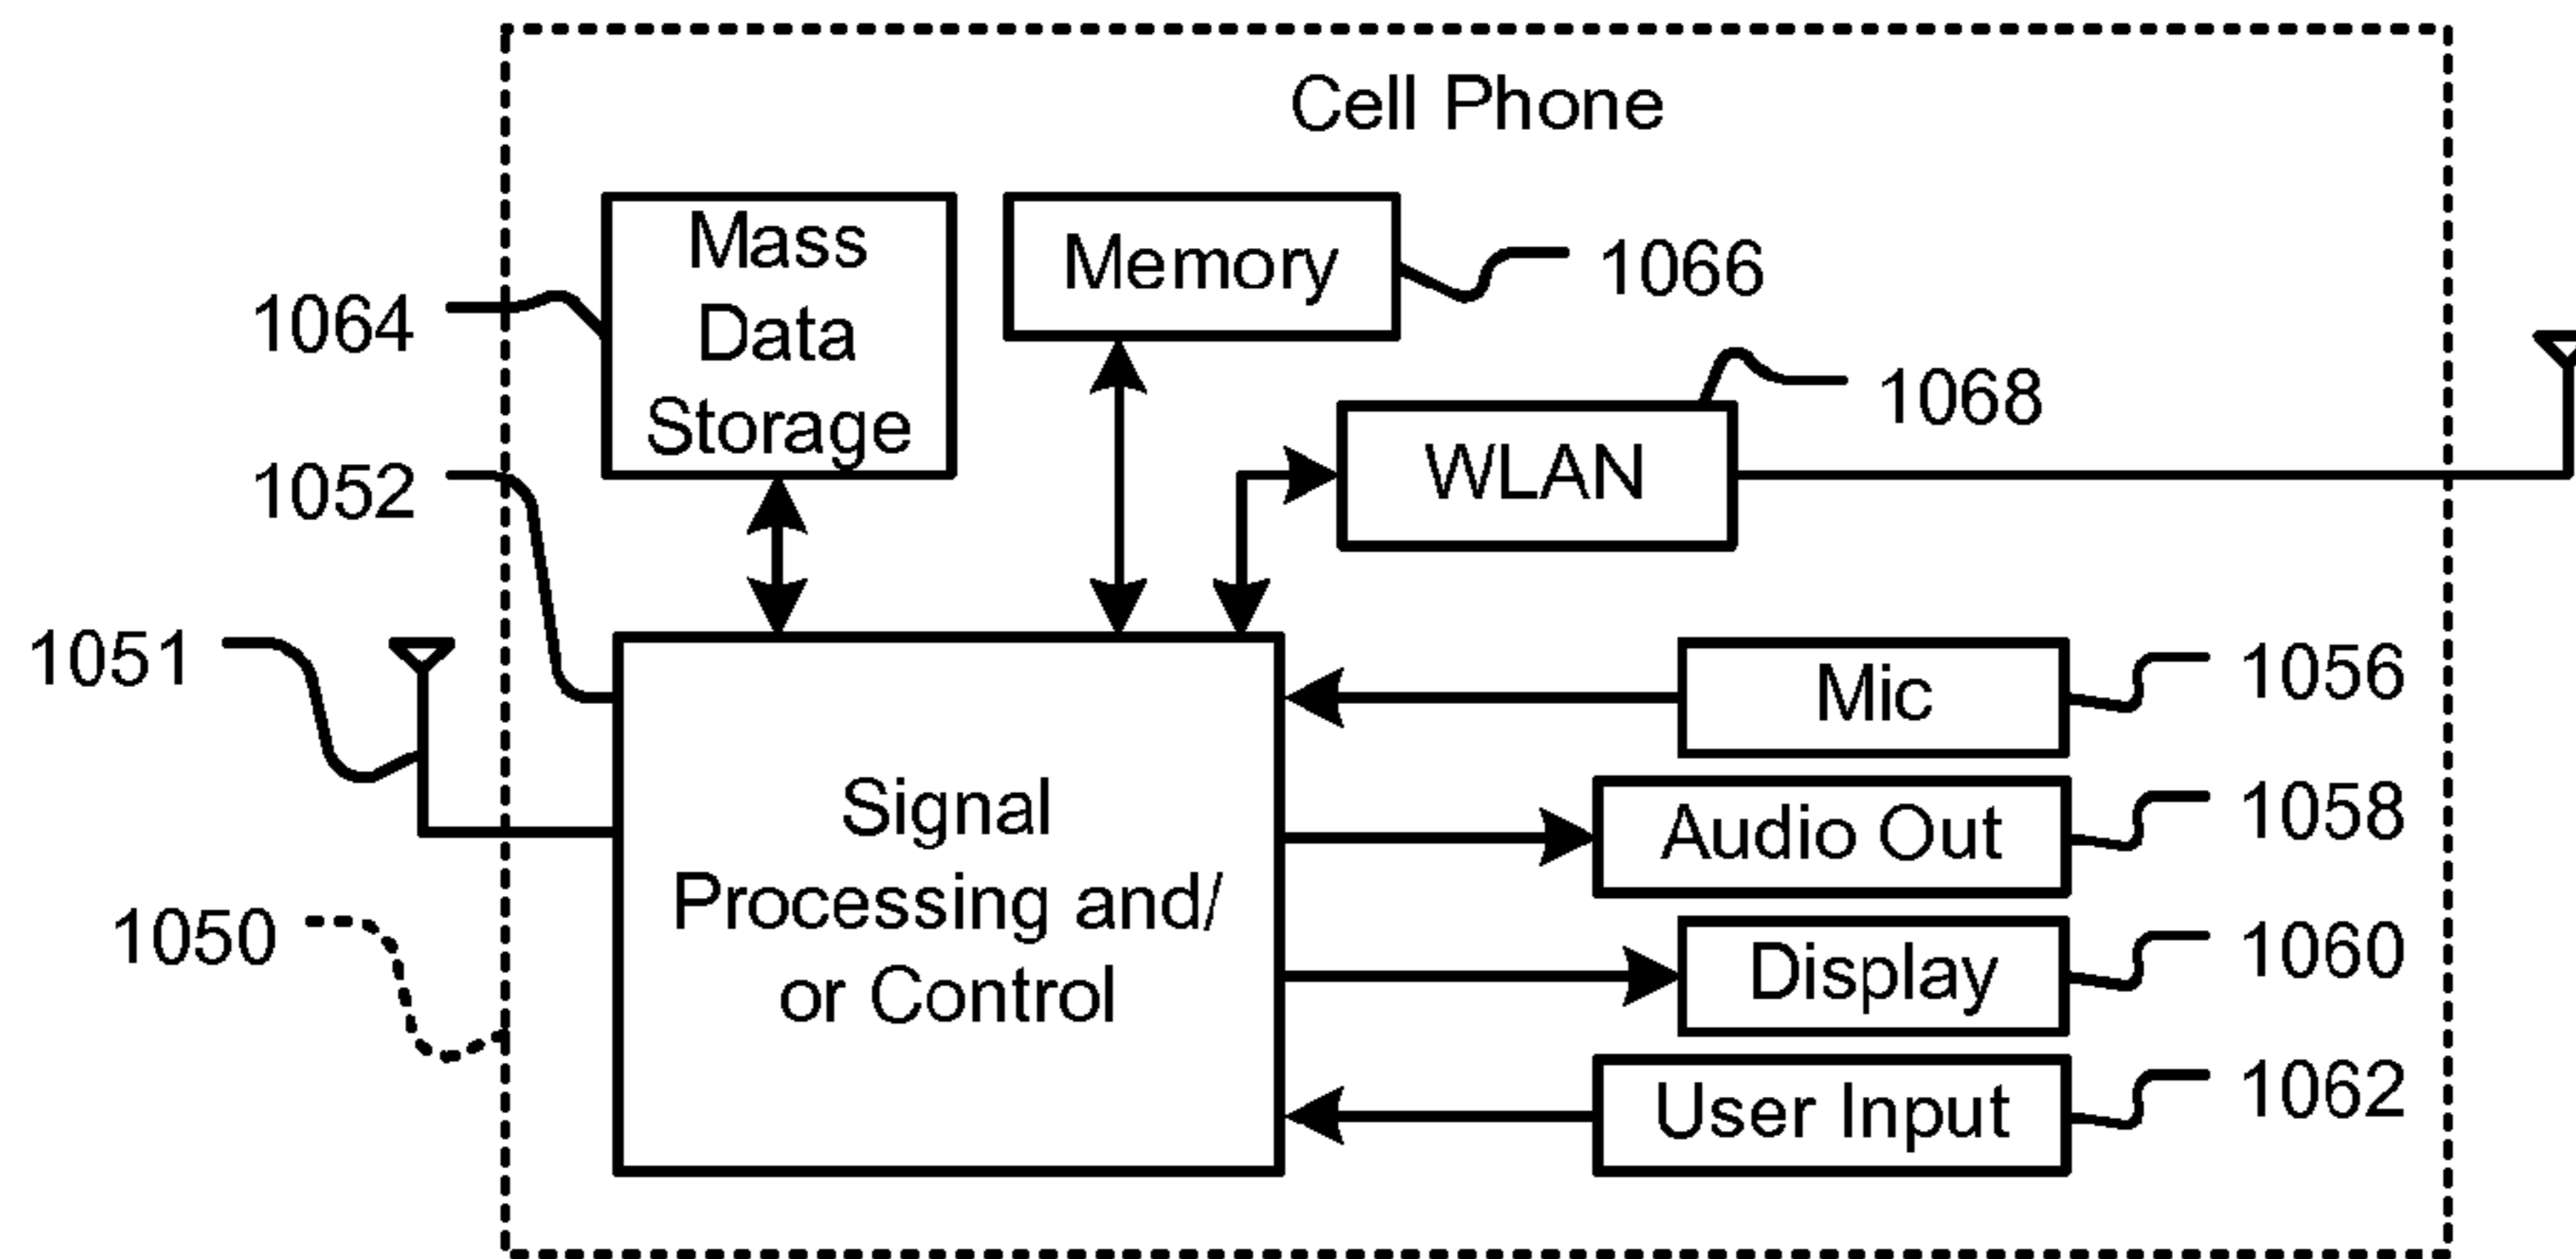 Cell Phone
Mass
Data
Storage
Memory
1066
1064
1068
WLAN
1052
1051
Mic
1056
Signal
Processing and/
or Control
Audio Out
1058
1050
Display
1060
User Input
1062